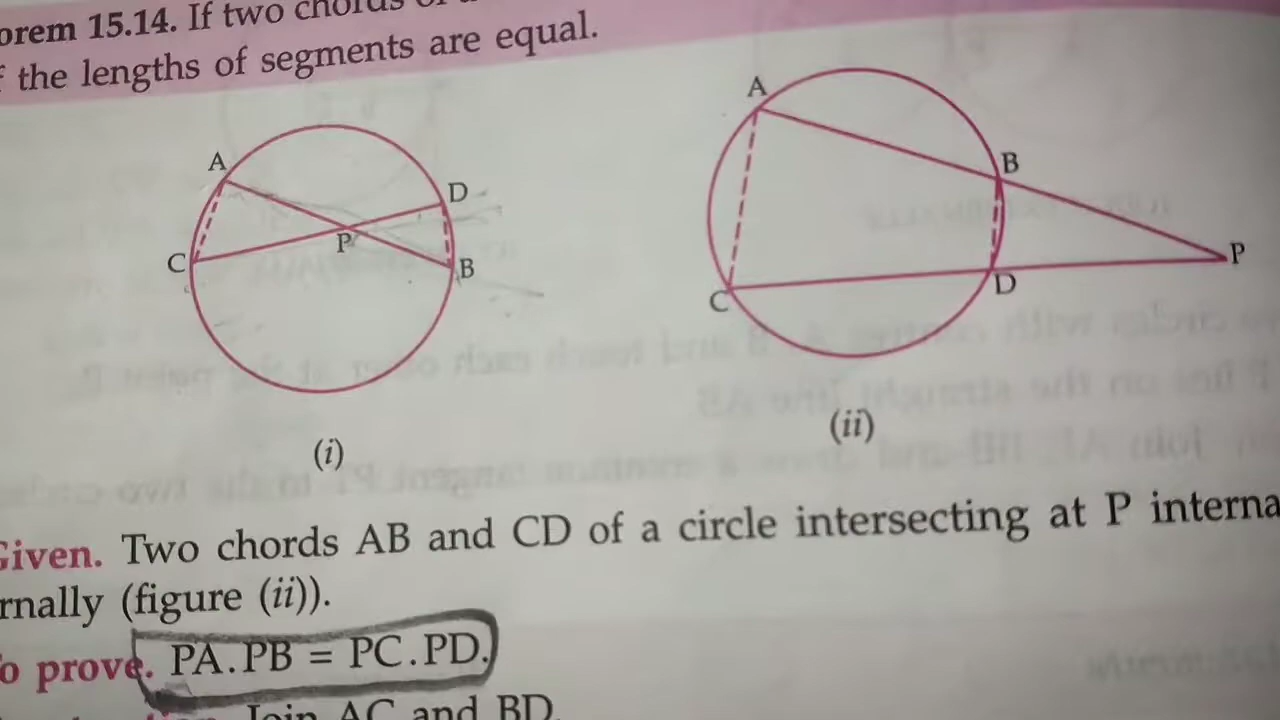 orem 15.14. If two chords of
f the lengths of segments are equal.
A
D
P
C
B
(i)
A
B
P
D
C
(ii)
Given. Two chords AB and CD of a circle intersecting at P interna
rnally (figure (ii)).
o prove. PA.PB = PC.PD.
Join AC and BD.